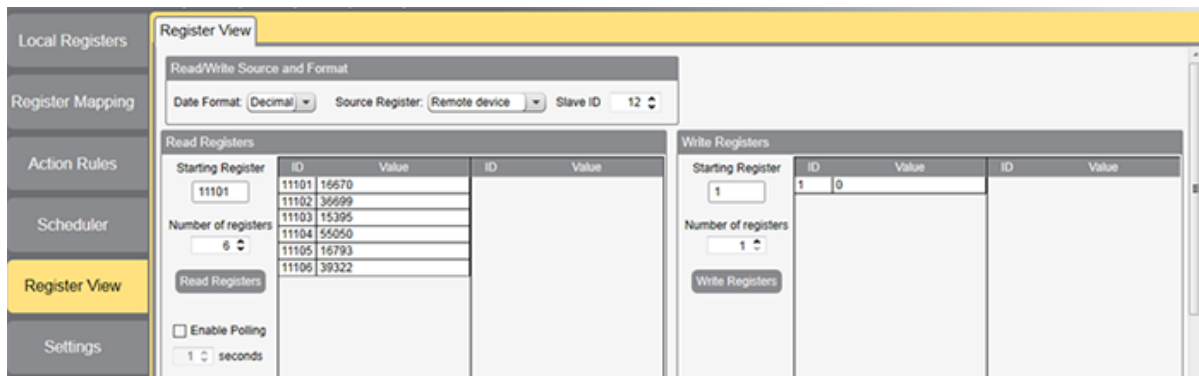 Local Registers
Register Mapping
Action Rules
Scheduler
Register View
Settings
Register View
Read/Write Source and Format
Date Format: Decimal Source Register: Remote device Slave ID 12
Read Registers
Starting Register
11101
Number of registers
6
Read Registers
Enable Polling
1 seconds
ID Value ID Value
11101 16670
11102 36699
11103 15395
11104 55050
11105 16793
11106 39322
Write Registers
Starting Register
1
Number of registers
1
Write Registers
ID Value ID Value
1 0